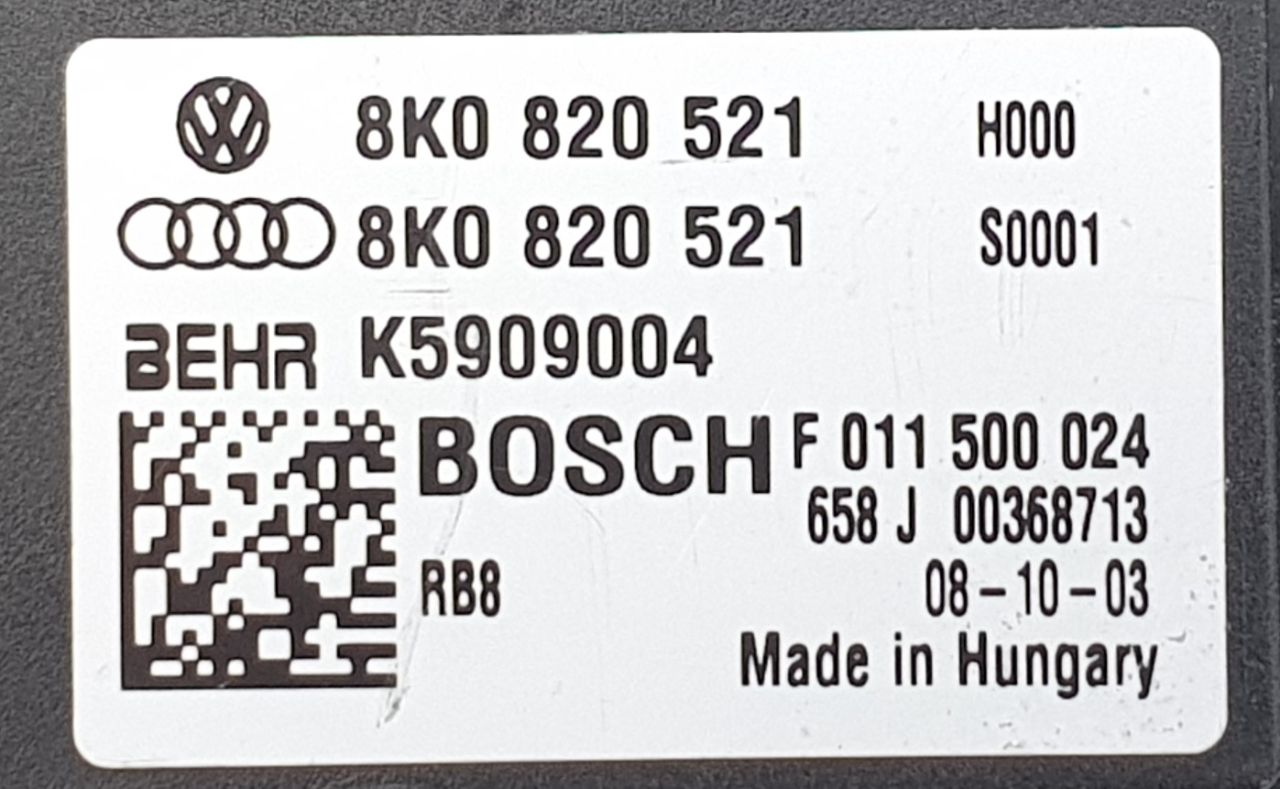 8K0 820 521 H000
8K0 820 521 S0001
BEHR K5909004
BOSCH F 011 500 024
658 J 00368713
RB8 08-10-03
Made in Hungary